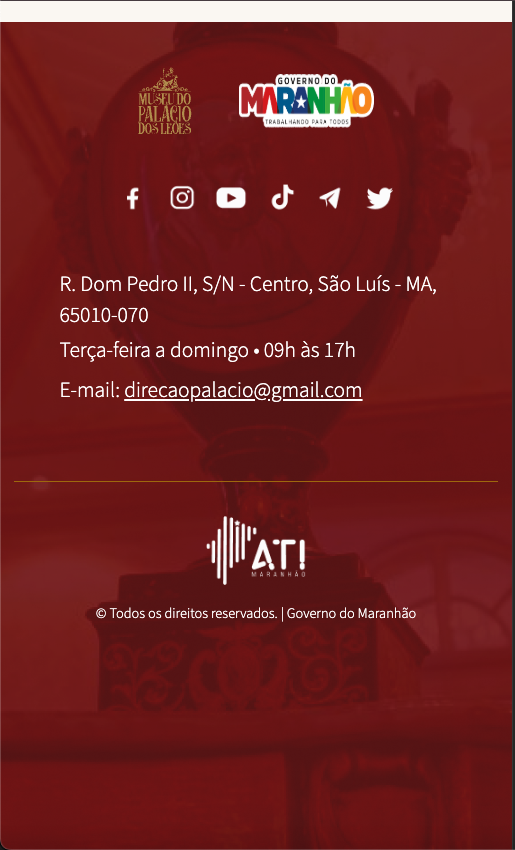 MUSEU DO
PALÁCIO
DOS LEÕES
GOVERNO DO
MARANHÃO
TRABALHANDO PARA TODOS
R. Dom Pedro II, S/N - Centro, São Luís - MA,
65010-070
Terça-feira a domingo • 09h às 17h
E-mail: direcaopalacio@gmail.com
ATI
MARANHÃO
© Todos os direitos reservados. | Governo do Maranhão